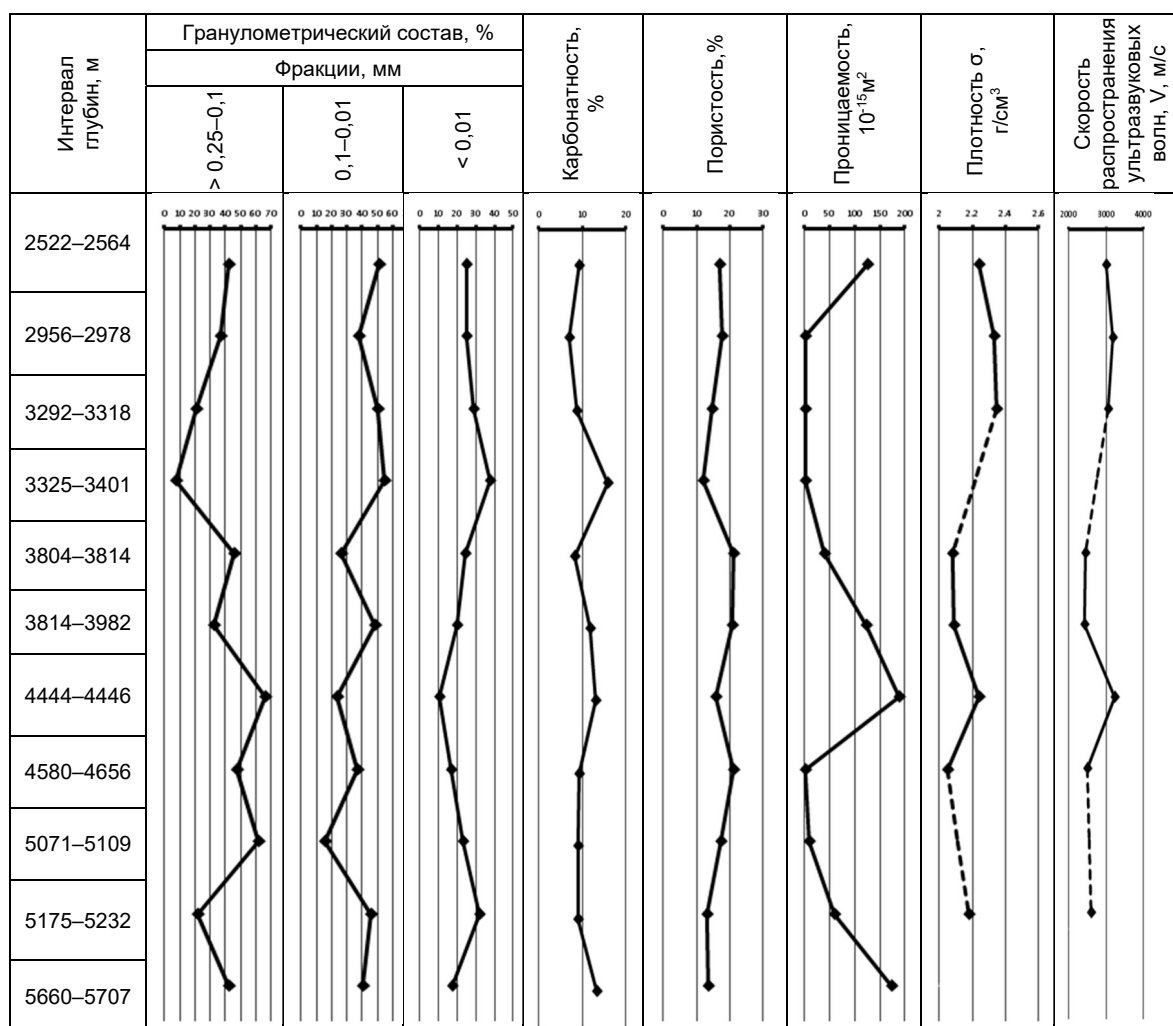 Интервал
глубин, м
Гранулометрический состав, %
Фракции, мм
> 0,25–0,1
0,1–0,01
< 0,01
Карбонатность,
%
Пористость,%
Проницаемость,
10⁻¹⁵м²
Плотность σ,
г/см³
Скорость
распространения
ультразвуковых
волн, V, м/с
0 10 20 30 40 50 60 70
0 10 20 30 40 50 60
0 10 20 30 40 50
0 10 20
0 10 20 30
0 50 100 150 200
2 2.2 2.4 2.6
2000 3000 4000
2522–2564
2956–2978
3292–3318
3325–3401
3804–3814
3814–3982
4444–4446
4580–4656
5071–5109
5175–5232
5660–5707